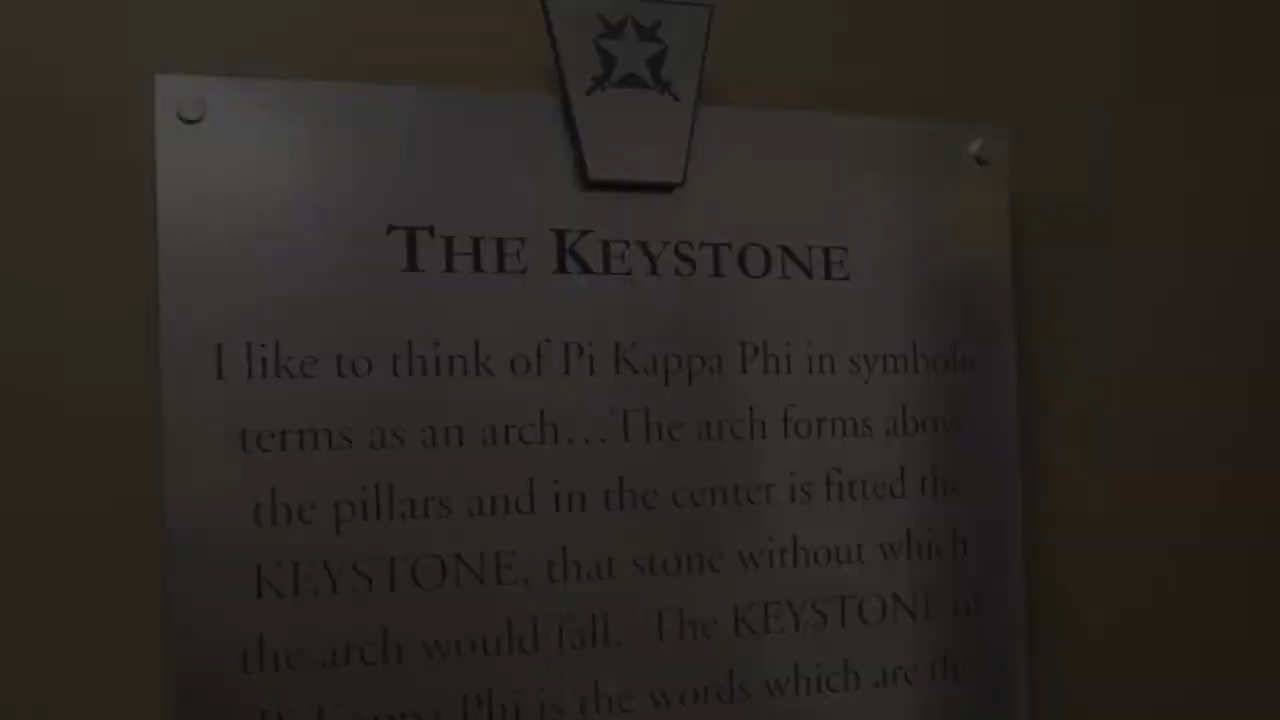 THE KEYSTONE
I like to think of Pi Kappa Phi in symbolic
terms as an arch...The arch forms above
the pillars and in the center is fitted the
KEYSTONE, that stone without which
the arch would fall. The KEYSTONE of
Pi Kappa Phi is the words which are the